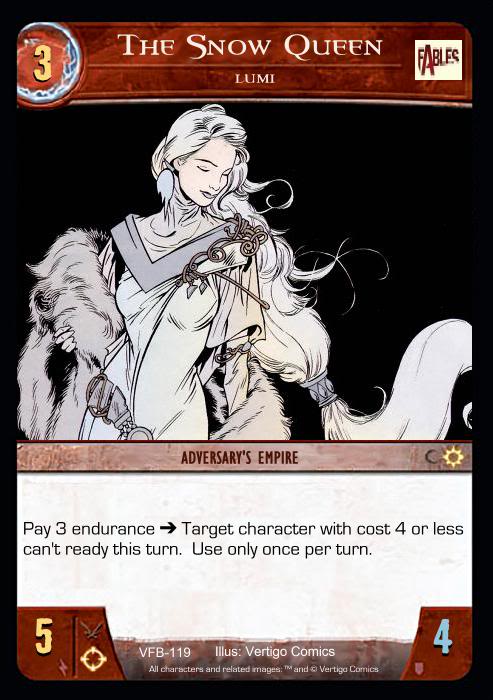 3
The Snow Queen
FABLES
LUMI
ADVERSARY'S EMPIRE
Pay 3 endurance ➔ Target character with cost 4 or less
can't ready this turn. Use only once per turn.
5
4
VFB-119 Illus: Vertigo Comics
All characters and related images: ™ and © Vertigo Comics